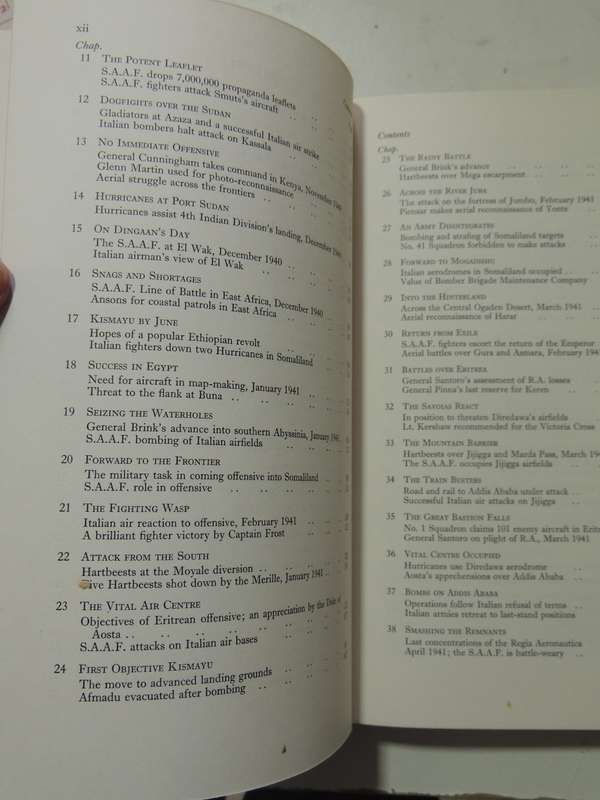 xii
Chap.
11 The Potent Leaflet
S.A.A.F. drops 7,000,000 propaganda leaflets
S.A.A.F. fighters attack Smuts's aircraft
12 Dogfights over the Sudan
Gladiators at Azaza and a successful Italian air strike
Italian bombers halt attack on Kassala
13 No Immediate Offensive
General Cunningham takes command in Kenya, November 1940
Glenn Martin used for photo-reconnaissance
Aerial struggle across the frontiers
14 Hurricanes at Port Sudan
Hurricanes assist 4th Indian Division's landing, December 1940
15 On Dingaan's Day
The S.A.A.F. at El Wak, December 1940
Italian airman's view of El Wak
16 Snags and Shortages
S.A.A.F. Line of Battle in East Africa, December 1940
Ansons for coastal patrols in East Africa
17 Kismayu by June
Hopes of popular Ethiopian revolt
Italian fighters down two Hurricanes in Somaliland
18 Success in Egypt
Need for aircraft in map-making, January 1941
Threat to the flank at Buna
19 Seizing the Waterholes
General Brink's advance into southern Abyssinia, January 1941
S.A.A.F. bombing of Italian airfields
20 Forward to the Frontier
The military task in coming offensive into Somaliland
S.A.A.F. role in offensive
21 The Fighting Wasp
Italian air reaction to offensive, February 1941
A brilliant fighter victory by Captain Frost
22 Attack from the South
Hartbeests at the Moyale diversion
Five Hartbeests shot down by the Merille, January 1941
23 The Vital Air Centre
Objectives of Eritrean offensive; an appreciation by the Duke of
Aosta
S.A.A.F. attacks on Italian air bases
24 First Objective Kismayu
The move to advanced landing grounds
Afmadu evacuated after bombing
Contents
Chap.
25 The Rainy Battle
General Brink's advance
Hartbeests over Mega escarpment
26 Across the River Juba
The attack on the fortress of Jumbo, February 1941
Pienaar makes aerial reconnaissance of Yonte
27 An Army Disintegrates
Bombing and strafing of Somaliland targets
No. 41 Squadron forbidden to make attacks
28 Forward to Mogadishu
Italian aerodromes in Somaliland occupied
Value of Bomber Brigade Maintenance Company
29 Into the Hinterland
Across the Central Ogaden Desert, March 1941
Aerial reconnaissance of Harar
30 Return from Exile
S.A.A.F. fighters escort the return of the Emperor
Aerial battles over Gura and Asmara, February 1941
31 Battles over Eritrea
General Santoro's assessment of R.A. losses
General Pinna's last reserve for Keren
32 The Savoias React
In position to threaten Diredawa's airfields
Lt. Kershaw recommended for the Victoria Cross
33 The Mountain Barrier
Hartbeests over Jijigga and Marda Pass, March 194
The S.A.A.F. occupies Jijigga airfields
34 The Train Busters
Road and rail to Addis Ababa under attack
Successful Italian air attacks on Jijigga
35 The Great Bastion Falls
No. 1 Squadron claims 101 enemy aircraft in Eritr
General Santoro on plight of R.A., March 1941
36 Vital Centre Occupied
Hurricanes use Diredawa aerodrome
Aosta's apprehensions over Addis Ababa
37 Bombs on Addis Ababa
Operations follow Italian refusal of terms
Italian armies retreat to last-stand positions
38 Smashing the Remnants
Last concentrations of the Regia Aeronautica
April 1941; the S.A.A.F. is battle-weary